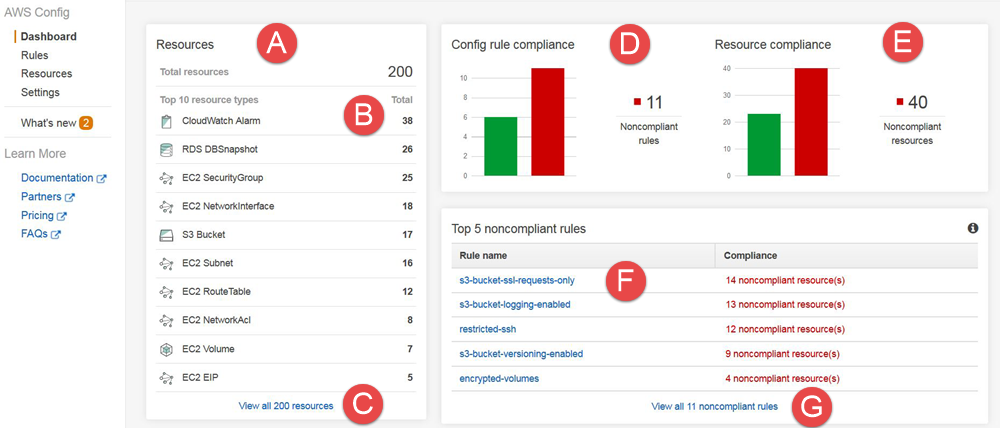 AWS Config
Dashboard
Rules
Resources
Settings
What's new 2
Learn More
Documentation
Partners
Pricing
FAQs
Resources A
Total resources 200
Top 10 resource types Total
B
CloudWatch Alarm 38
RDS DBSnapshot 26
EC2 SecurityGroup 25
EC2 NetworkInterface 18
S3 Bucket 17
EC2 Subnet 16
EC2 RouteTable 12
EC2 NetworkAcl 8
EC2 Volume 7
EC2 EIP 5
View all 200 resources C
Config rule compliance D
10
8
6
4
2
0
11
Noncompliant
rules
Resource compliance E
40
30
20
10
0
40
Noncompliant
resources
Top 5 noncompliant rules
Rule name Compliance
s3-bucket-ssl-requests-only F 14 noncompliant resource(s)
s3-bucket-logging-enabled 13 noncompliant resource(s)
restricted-ssh 12 noncompliant resource(s)
s3-bucket-versioning-enabled 9 noncompliant resource(s)
encrypted-volumes 4 noncompliant resource(s)
View all 11 noncompliant rules G